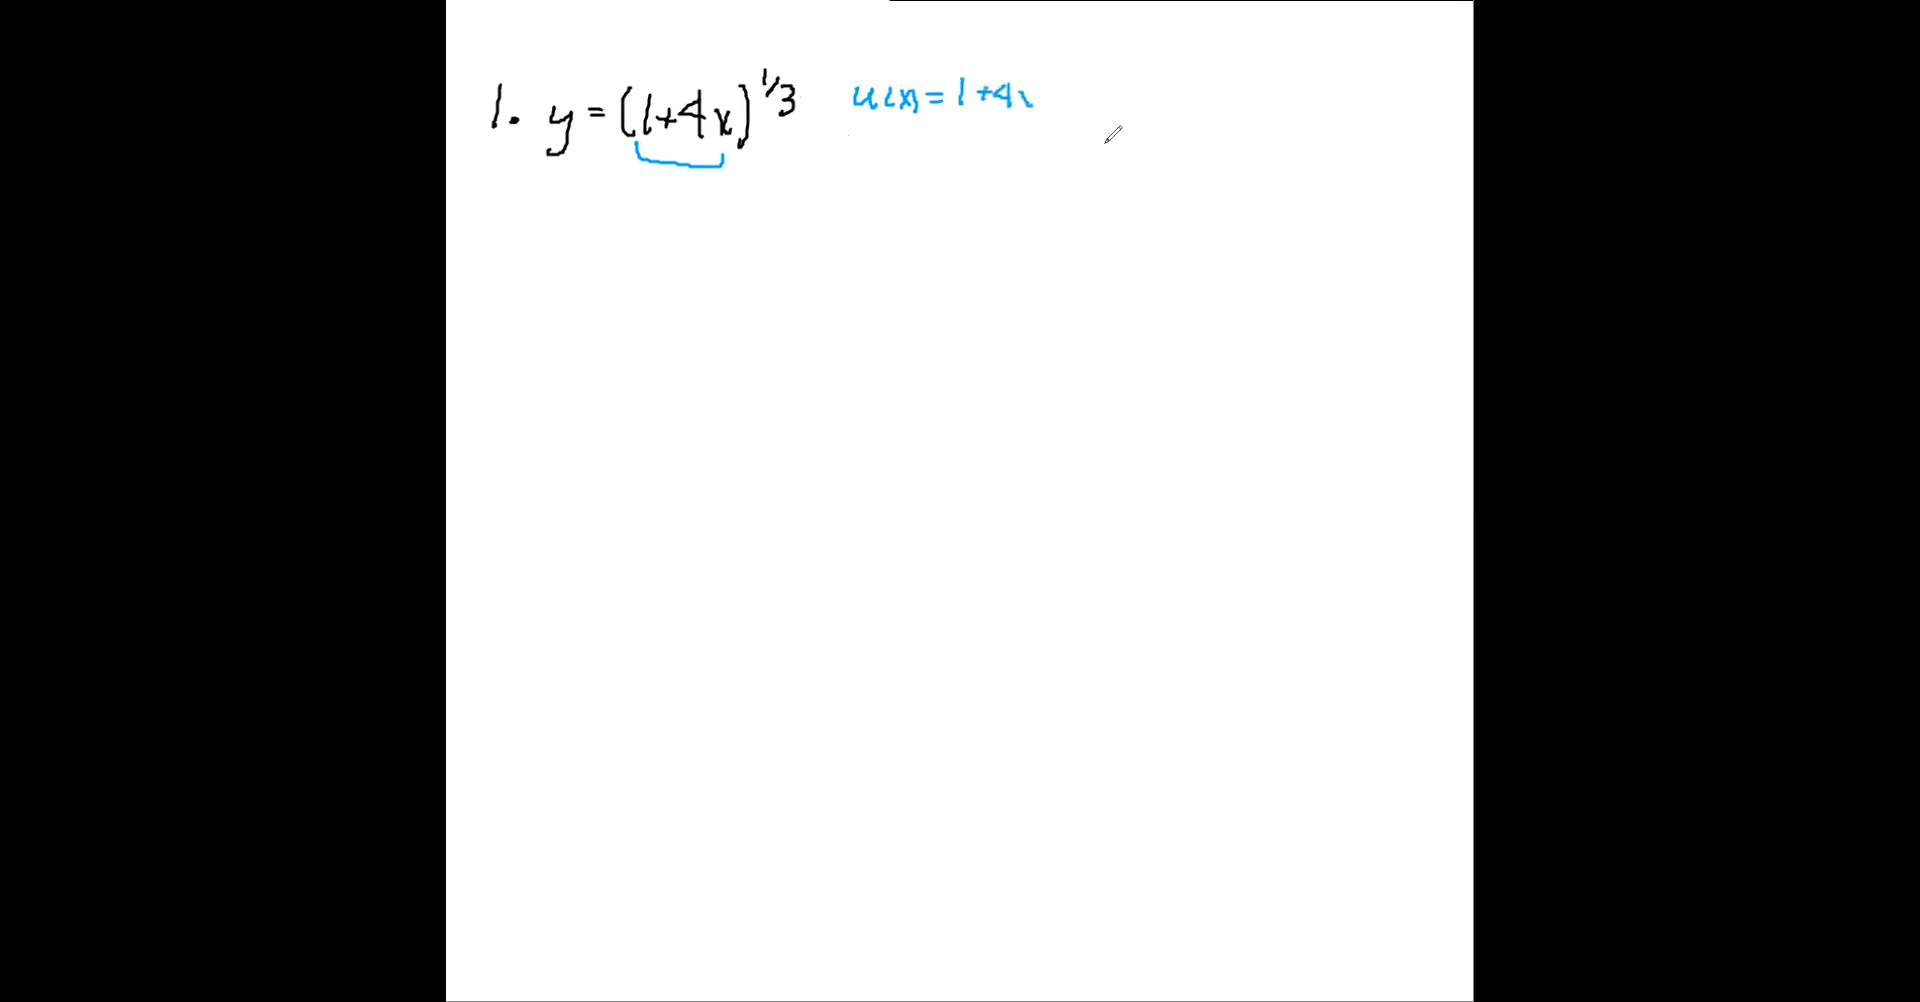 1. y = (1+4x)^1/3 u(x) = 1+4x